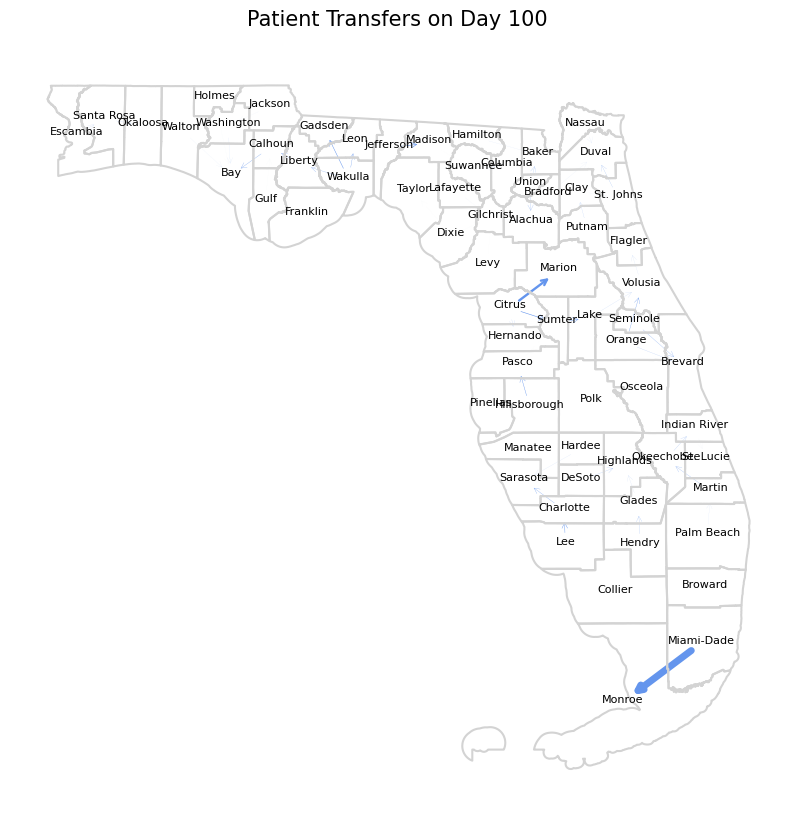 Patient Transfers on Day 100
Holmes
Jackson
Santa Rosa
Okaloosa
Walton
Washington
Escambia
Nassau
Gadsden
Leon
Jefferson
Madison
Hamilton
Calhoun
Baker
Duval
Liberty
Suwannee
Columbia
Bay
Wakulla
Union
Taylor
Lafayette
Bradford
Clay
St. Johns
Gulf
Franklin
Gilchrist
Alachua
Putnam
Dixie
Flagler
Levy
Marion
Volusia
Citrus
Sumter
Lake
Seminole
Hernando
Orange
Pasco
Brevard
Osceola
Pinellas
Hillsborough
Polk
Indian River
Manatee
Hardee
Highlands
Okeechobee
St. Lucie
Sarasota
DeSoto
Martin
Charlotte
Glades
Palm Beach
Lee
Hendry
Collier
Broward
Miami-Dade
Monroe